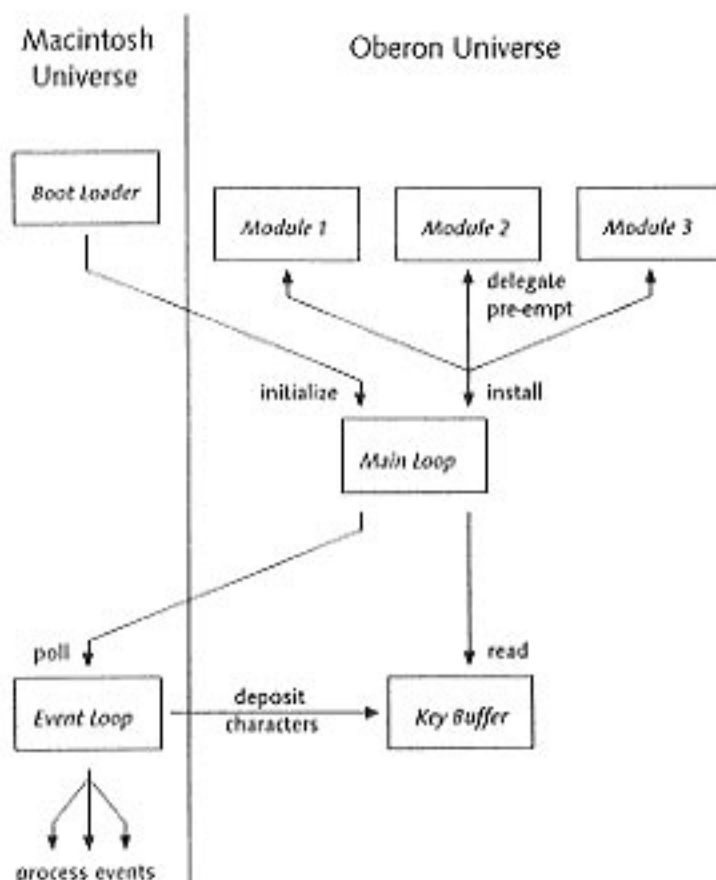 Macintosh
Universe
Oberon Universe
Boot Loader
Module 1
Module 2
Module 3
delegate
pre-empt
initialize
install
Main Loop
poll
read
Event Loop
deposit
characters
Key Buffer
process events